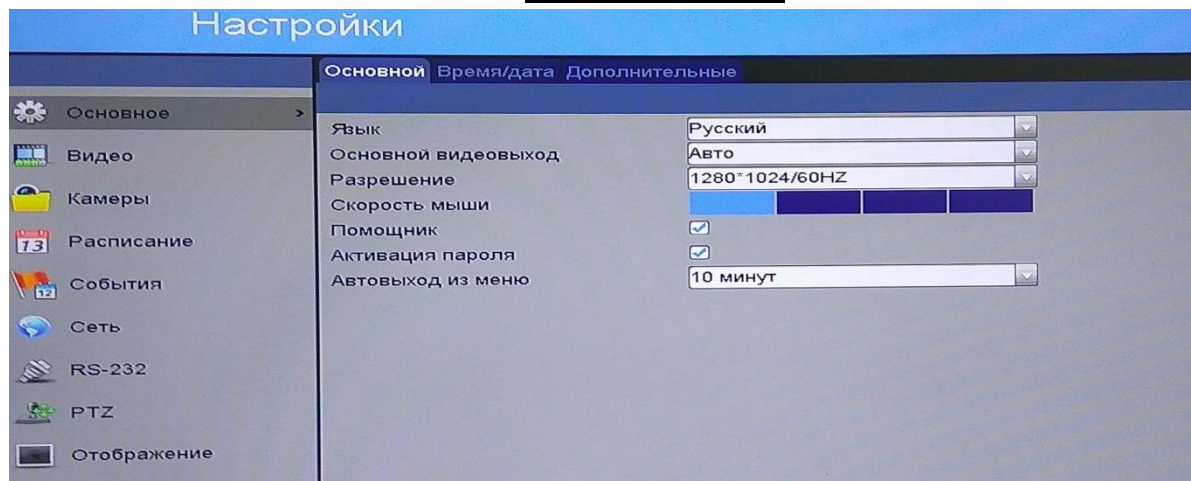 Настройки
Основной Время/дата Дополнительные
Основное >
Видео
Камеры
13 Расписание
12 События
Сеть
RS-232
PTZ
Отображение
Язык Русский
Основной видеовыход Авто
Разрешение 1280*1024/60HZ
Скорость мыши
Помощник
Активация пароля
Автовыход из меню 10 минут